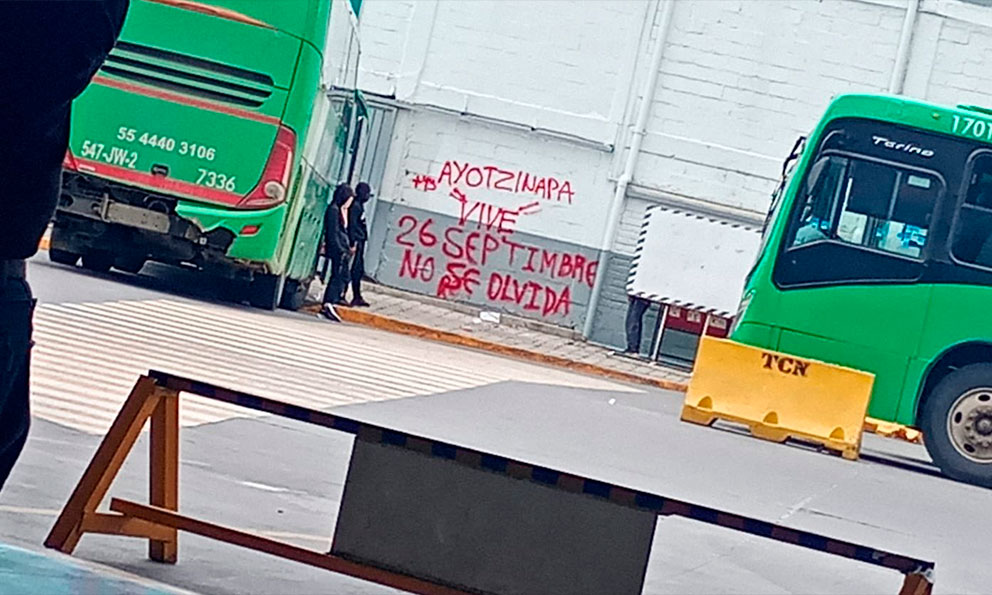 55 4440 3106
547-JW-2
7336
+43 AYOTZINAPA
VIVE
26 SEPTIMBRE
NO SE OLVIDA
1701
Torino
TCN